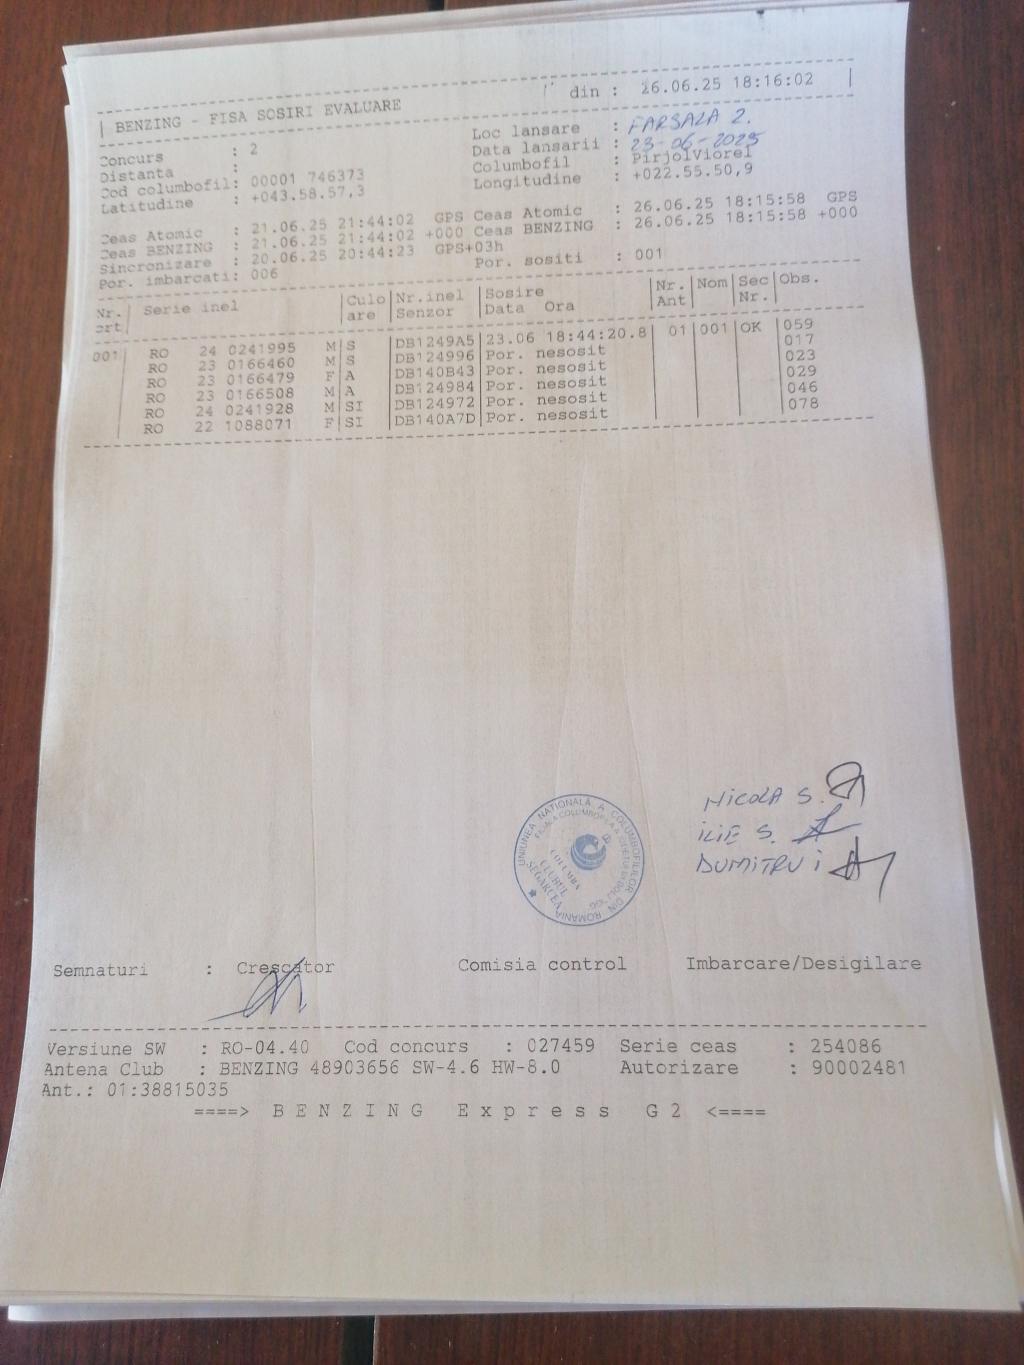 din : 26.06.25 18:16:02
BENZING - FISA SOSIRI EVALUARE
Concurs : 2
Distanta :
Cod columbofil: 00001 746373
Latitudine : +043.58.57,3
Loc lansare : FARSALA 2.
Data lansarii : 23-06-2025
Columbofil : PirjolViorel
Longitudine : +022.55.50,9
Ceas Atomic : 21.06.25 21:44:02 GPS Ceas Atomic : 26.06.25 18:15:58 GPS
Ceas BENZING : 21.06.25 21:44:02 +000 Ceas BENZING : 26.06.25 18:15:58 +000
Sincronizare : 20.06.25 20:44:23 GPS+03h
Por. imbarcati: 006 Por. sositi : 001
Nr. Serie inel Culo Nr.inel Sosire Nr. Nom Sec Obs.
crt are Senzor Data Ora Ant Nr.
001 RO 24 0241995 M S DB1249A5 23.06 18:44:20.8 01 001 OK 059
RO 23 0166460 M S DB124996 Por. nesosit 017
RO 23 0166479 F A DB140B43 Por. nesosit 023
RO 23 0166508 M A DB124984 Por. nesosit 029
RO 24 0241928 M SI DB124972 Por. nesosit 046
RO 22 1088071 F SI DB140A7D Por. nesosit 078
NICOLA S.
ILIE S.
DUMITRU I
UNIUNEA NATIONALĂ A COLUMBOFILILOR DIN ROMANIA
COLUMBA
CLUBUL
SEGARCEA
Semnaturi : Crescator Comisia control Imbarcare/Desigilare
Versiune SW : RO-04.40 Cod concurs : 027459 Serie ceas : 254086
Antena Club : BENZING 48903656 SW-4.6 HW-8.0 Autorizare : 90002481
Ant.: 01:38815035
====> BENZING Express G2 <====